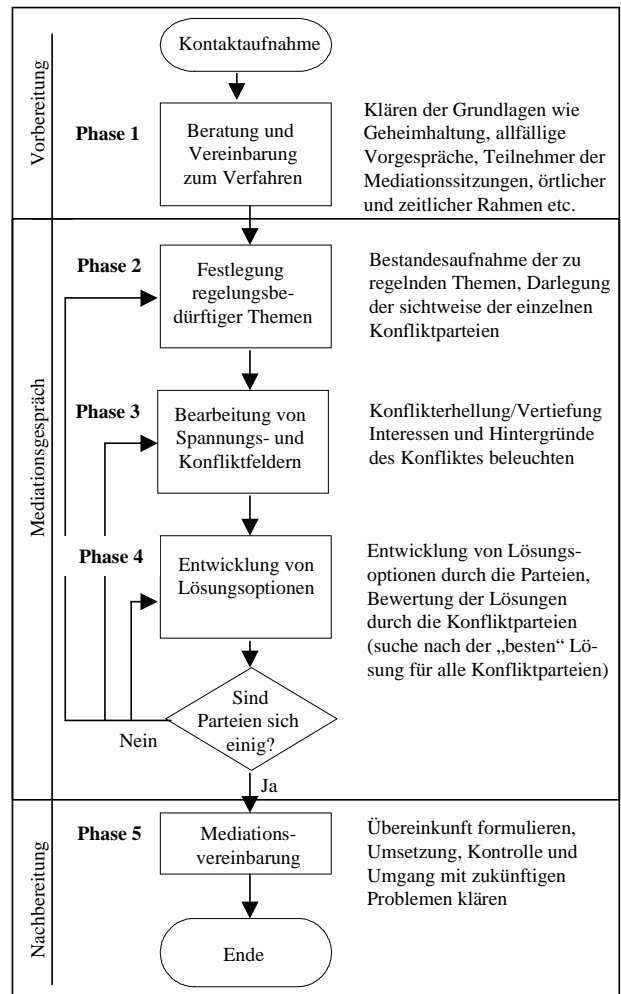 Vorbereitung
Kontaktaufnahme
Phase 1
Beratung und
Vereinbarung
zum Verfahren
Klären der Grundlagen wie
Geheimhaltung, allfällige
Vorgespräche, Teilnehmer der
Mediationssitzungen, örtlicher
und zeitlicher Rahmen etc.
Mediationsgespräch
Phase 2
Festlegung
regelungsbe-
dürftiger Themen
Bestandesaufnahme der zu
regelnden Themen, Darlegung
der sichtweise der einzelnen
Konfliktparteien
Phase 3
Bearbeitung von
Spannungs- und
Konfliktfeldern
Konflikterhellung/Vertiefung
Interessen und Hintergründe
des Konfliktes beleuchten
Phase 4
Entwicklung von
Lösungsoptionen
Entwicklung von Lösungs-
optionen durch die Parteien,
Bewertung der Lösungen
durch die Konfliktparteien
(suche nach der „besten“ Lö-
sung für alle Konfliktparteien)
Sind
Parteien sich
einig?
Nein
Ja
Nachbereitung
Phase 5
Mediations-
vereinbarung
Übereinkunft formulieren,
Umsetzung, Kontrolle und
Umgang mit zukünftigen
Problemen klären
Ende